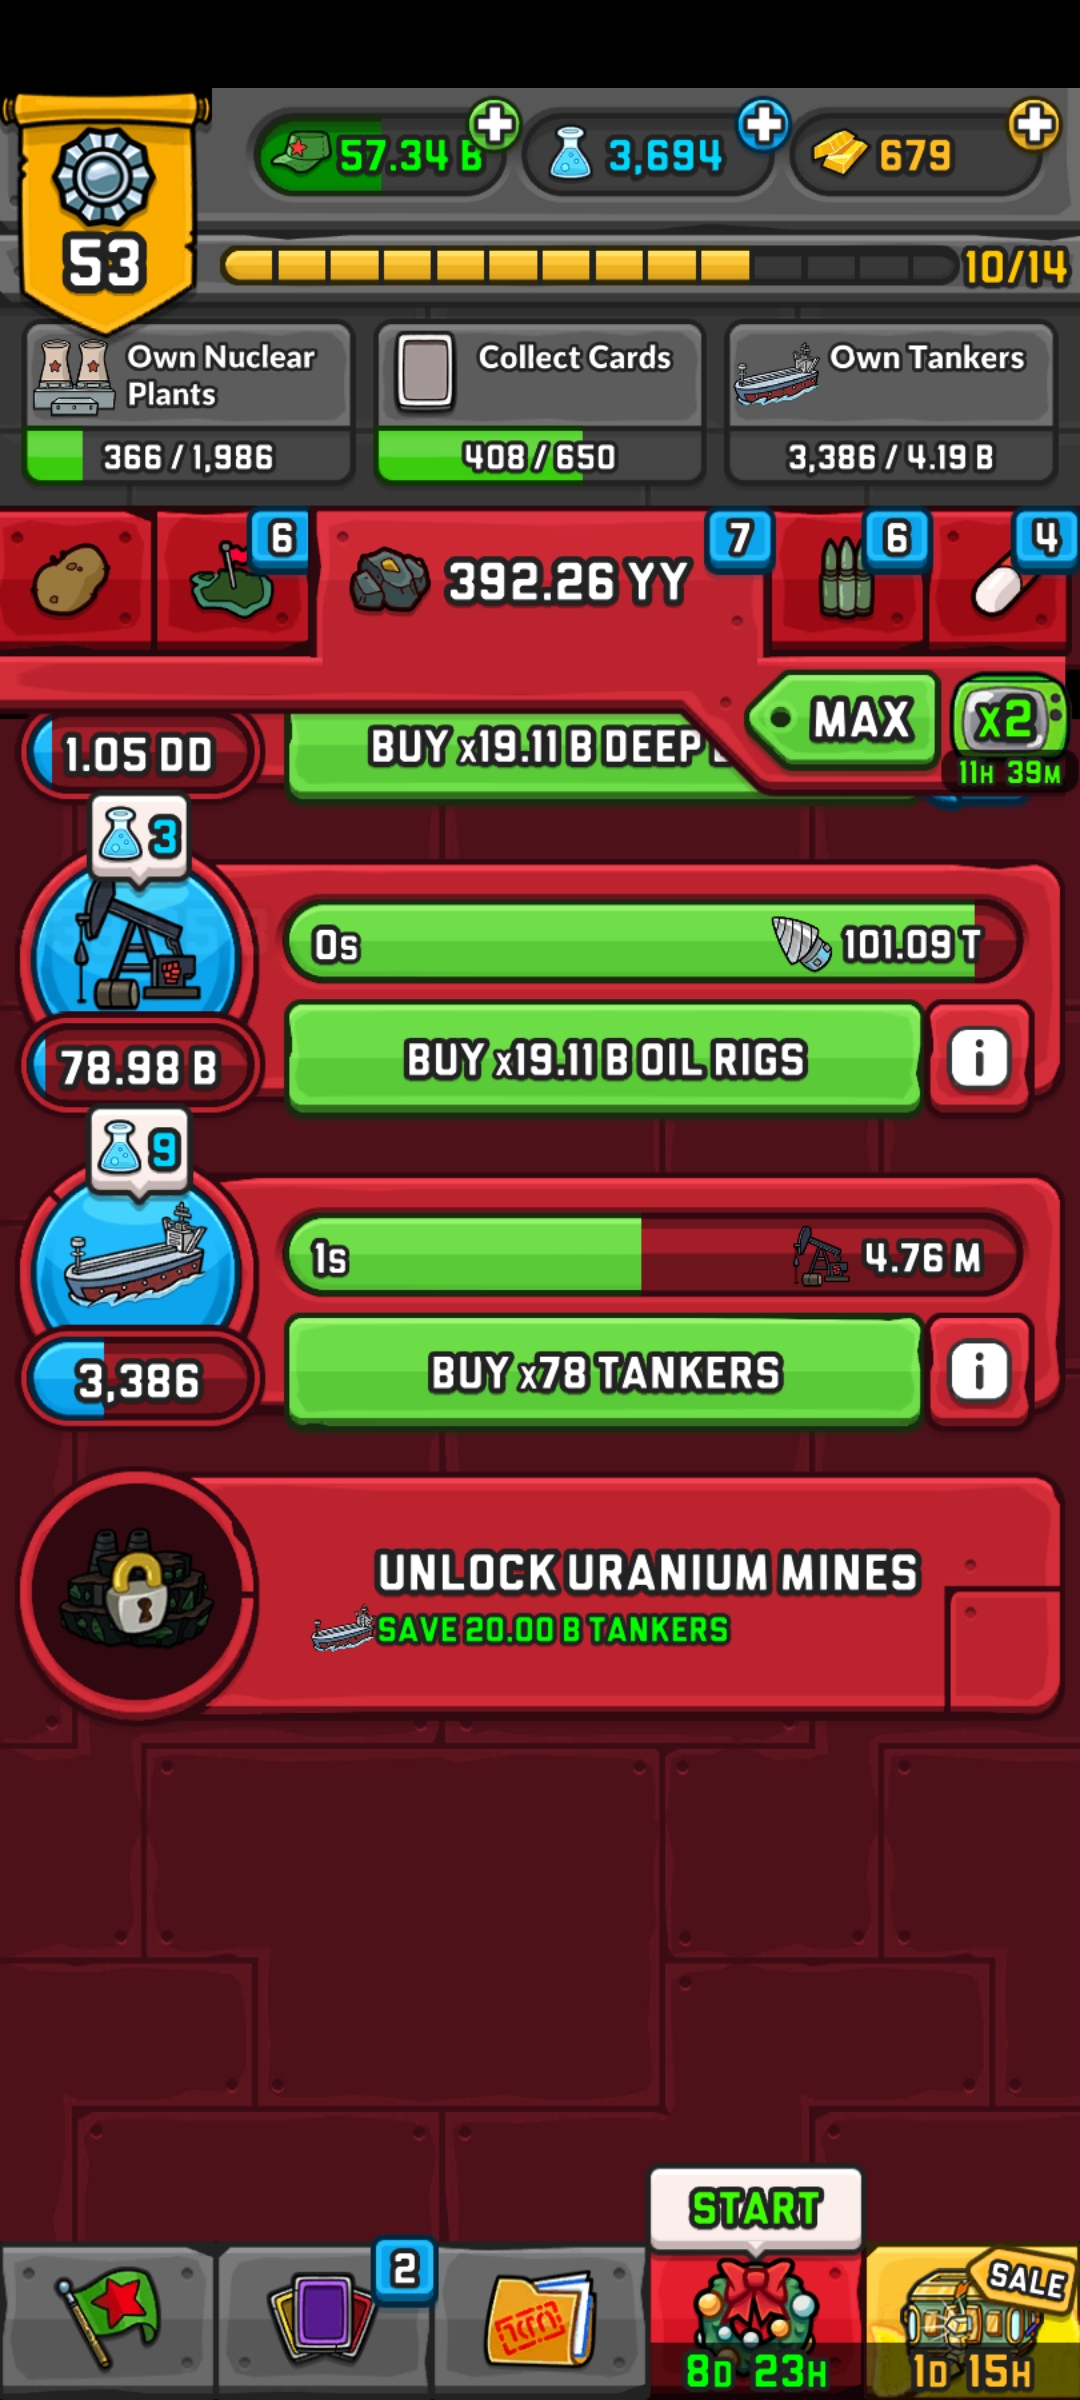 57.34 B
3,694
679
53
10/14
Own Nuclear
Plants
366 / 1,986
Collect Cards
408 / 650
Own Tankers
3,386 / 4.19 B
6
392.26 YY
7
6
4
MAX
x2
11H 39M
1.05 DD
BUY x19.11 B DEEP
3
0s
101.09 T
78.98 B
BUY x19.11 B OIL RIGS
i
9
1s
4.76 M
3,386
BUY x78 TANKERS
i
UNLOCK URANIUM MINES
SAVE 20.00 B TANKERS
START
2
SALE
8D 23H
1D 15H